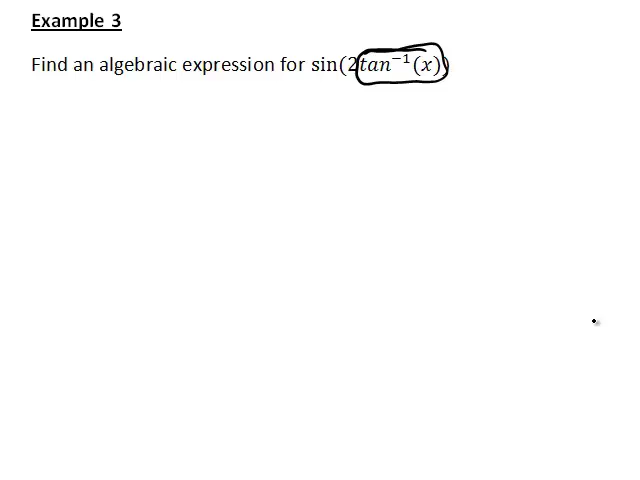 Example 3
Find an algebraic expression for sin(2tan⁻¹(x))